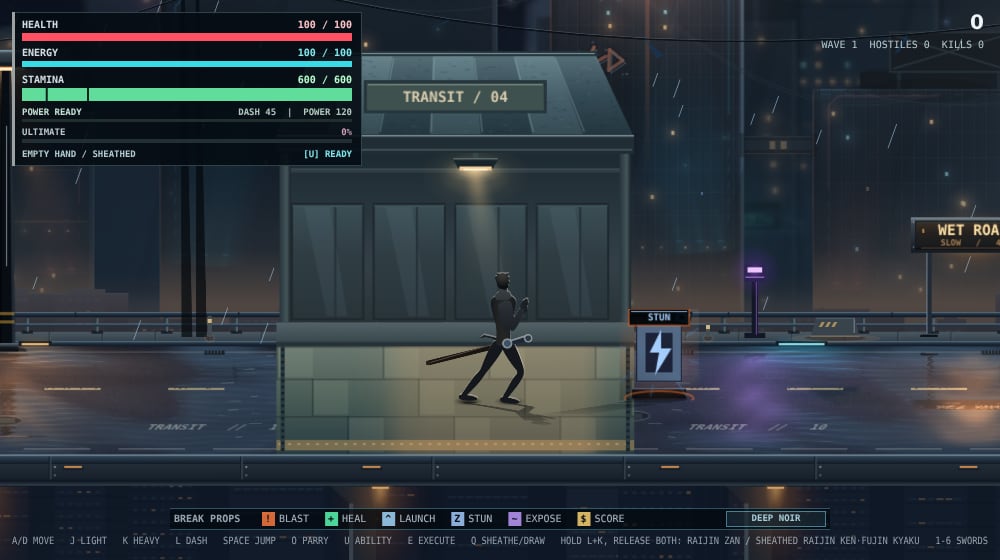 HEALTH 100 / 100
ENERGY 100 / 100
STAMINA 600 / 600
POWER READY DASH 45 | POWER 120
ULTIMATE 0%
EMPTY HAND / SHEATHED [U] READY
0
WAVE 1 HOSTILES 0 KILLS 0
TRANSIT / 04
WET ROA
SLOW /
STUN
TRANSIT // 1
TRANSIT // 10
BREAK PROPS ! BLAST + HEAL ^ LAUNCH Z STUN ~ EXPOSE $ SCORE
DEEP NOIR
A/D MOVE J LIGHT K HEAVY L DASH SPACE JUMP O PARRY U ABILITY E EXECUTE Q SHEATHE/DRAW HOLD L+K, RELEASE BOTH: RAIJIN ZAN / SHEATHED RAIJIN KEN·FUJIN KYAKU 1-6 SWORDS